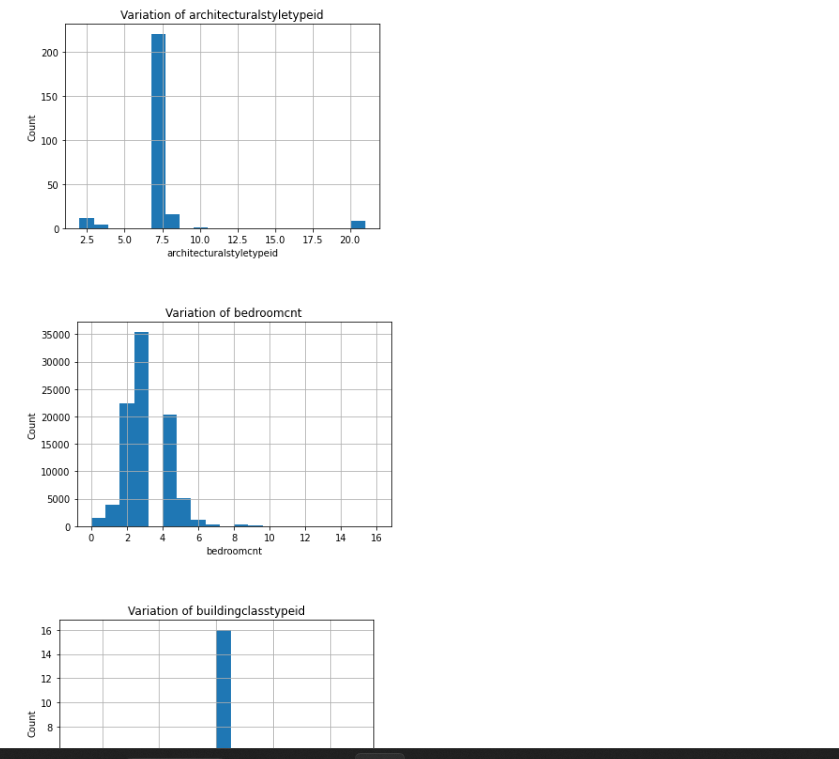 Variation of architecturalstyletypeid
200
150
100
50
0
Count
2.5 5.0 7.5 10.0 12.5 15.0 17.5 20.0
architecturalstyletypeid
Variation of bedroomcnt
35000
30000
25000
20000
15000
10000
5000
0
Count
0 2 4 6 8 10 12 14 16
bedroomcnt
Variation of buildingclasstypeid
16
14
12
10
8
Count